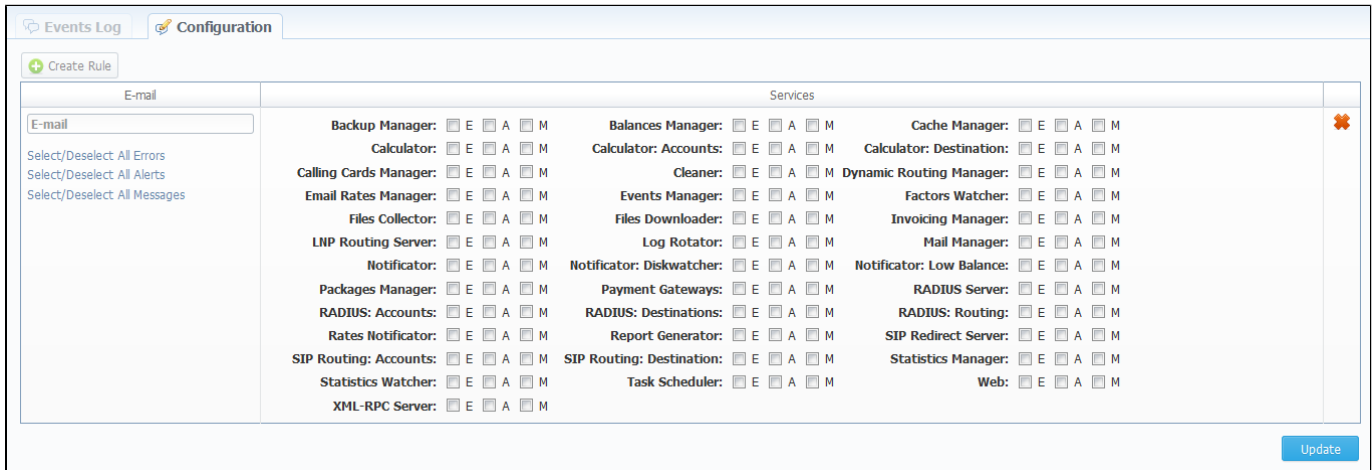 Events Log Configuration
Create Rule
E-mail Services
E-mail Backup Manager: E A M Balances Manager: E A M Cache Manager: E A M
Calculator: E A M Calculator: Accounts: E A M Calculator: Destination: E A M
Select/Deselect All Errors
Select/Deselect All Alerts Calling Cards Manager: E A M Cleaner: E A M Dynamic Routing Manager: E A M
Select/Deselect All Messages Email Rates Manager: E A M Events Manager: E A M Factors Watcher: E A M
Files Collector: E A M Files Downloader: E A M Invoicing Manager: E A M
LNP Routing Server: E A M Log Rotator: E A M Mail Manager: E A M
Notificator: E A M Notificator: Diskwatcher: E A M Notificator: Low Balance: E A M
Packages Manager: E A M Payment Gateways: E A M RADIUS Server: E A M
RADIUS: Accounts: E A M RADIUS: Destinations: E A M RADIUS: Routing: E A M
Rates Notificator: E A M Report Generator: E A M SIP Redirect Server: E A M
SIP Routing: Accounts: E A M SIP Routing: Destination: E A M Statistics Manager: E A M
Statistics Watcher: E A M Task Scheduler: E A M Web: E A M
XML-RPC Server: E A M
Update